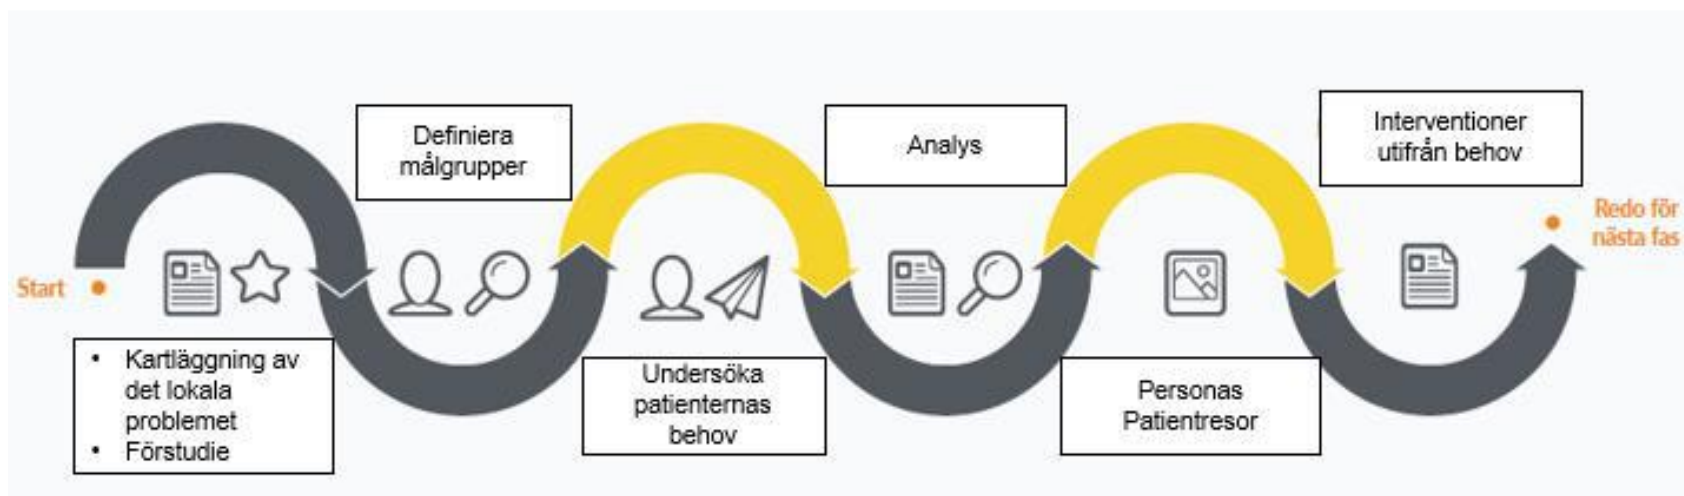 Start
• Kartläggning av
det lokala
problemet
• Förstudie
Definiera
målgrupper
Undersöka
patienternas
behov
Analys
Personas
Patientresor
Interventioner
utifrån behov
Redo för
nästa fas